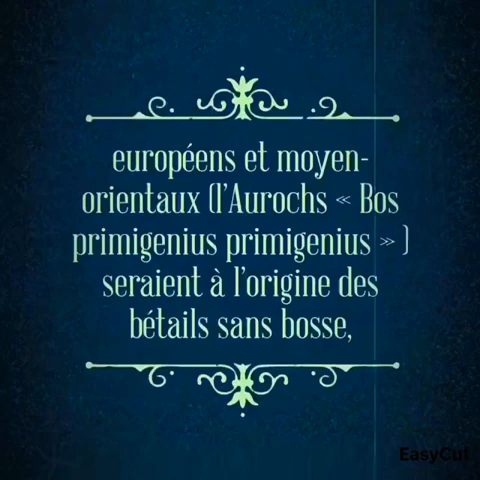 européens et moyen-
orientaux (l'Aurochs « Bos
primigenius primigenius » )
seraient à l'origine des
bétails sans bosse,
EasyCut